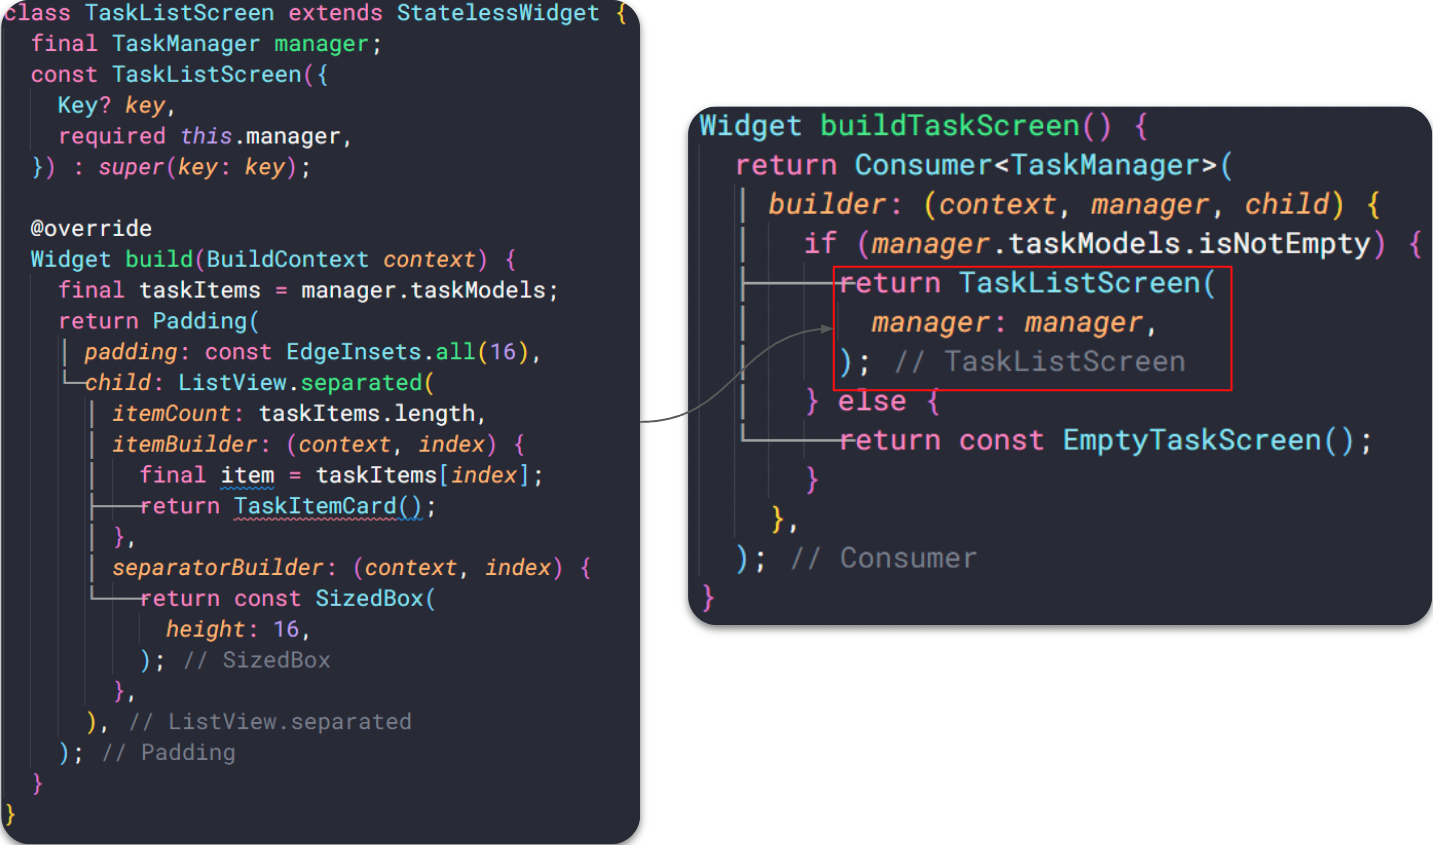 class TaskListScreen extends StatelessWidget {
  final TaskManager manager;
  const TaskListScreen({
    Key? key,
    required this.manager,
  }) : super(key: key);

  @override
  Widget build(BuildContext context) {
    final taskItems = manager.taskModels;
    return Padding(
      padding: const EdgeInsets.all(16),
      child: ListView.separated(
        itemCount: taskItems.length,
        itemBuilder: (context, index) {
          final item = taskItems[index];
          return TaskItemCard();
        },
        separatorBuilder: (context, index) {
          return const SizedBox(
            height: 16,
          ); // SizedBox
        },
      ), // ListView.separated
    ); // Padding
  }
}
Widget buildTaskScreen() {
  return Consumer<TaskManager>(
    builder: (context, manager, child) {
      if (manager.taskModels.isNotEmpty) {
        return TaskListScreen(
          manager: manager,
        ); // TaskListScreen
      } else {
        return const EmptyTaskScreen();
      }
    },
  ); // Consumer
}